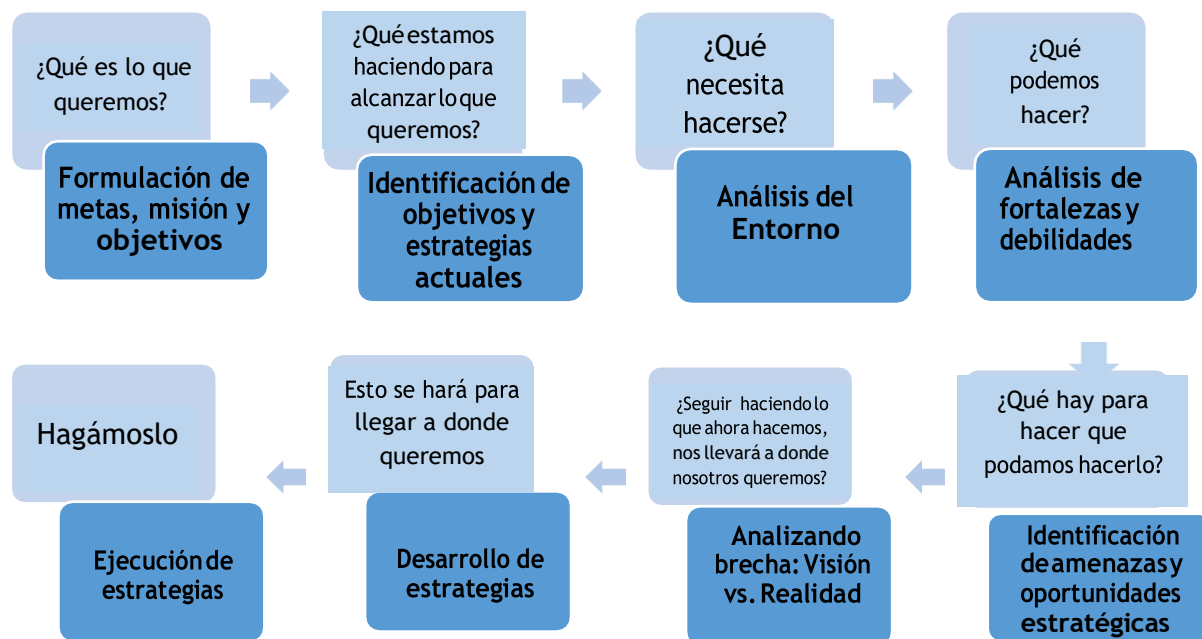 ¿Qué es lo que
queremos?
Formulación de
metas, misión y
objetivos
¿Qué estamos
haciendo para
alcanzar lo que
queremos?
Identificación de
objetivos y
estrategias
actuales
¿Qué
necesita
hacerse?
Análisis del
Entorno
¿Qué
podemos
hacer?
Análisis de
fortalezas y
debilidades
¿Qué hay para
hacer que
podamos hacerlo?
Identificación
de amenazas y
oportunidades
estratégicas
¿Seguir haciendo lo
que ahora hacemos,
nos llevará a donde
nosotros queremos?
Analizando
brecha: Visión
vs. Realidad
Esto se hará para
llegar a donde
queremos
Desarrollo de
estrategias
Hagámoslo
Ejecución de
estrategias